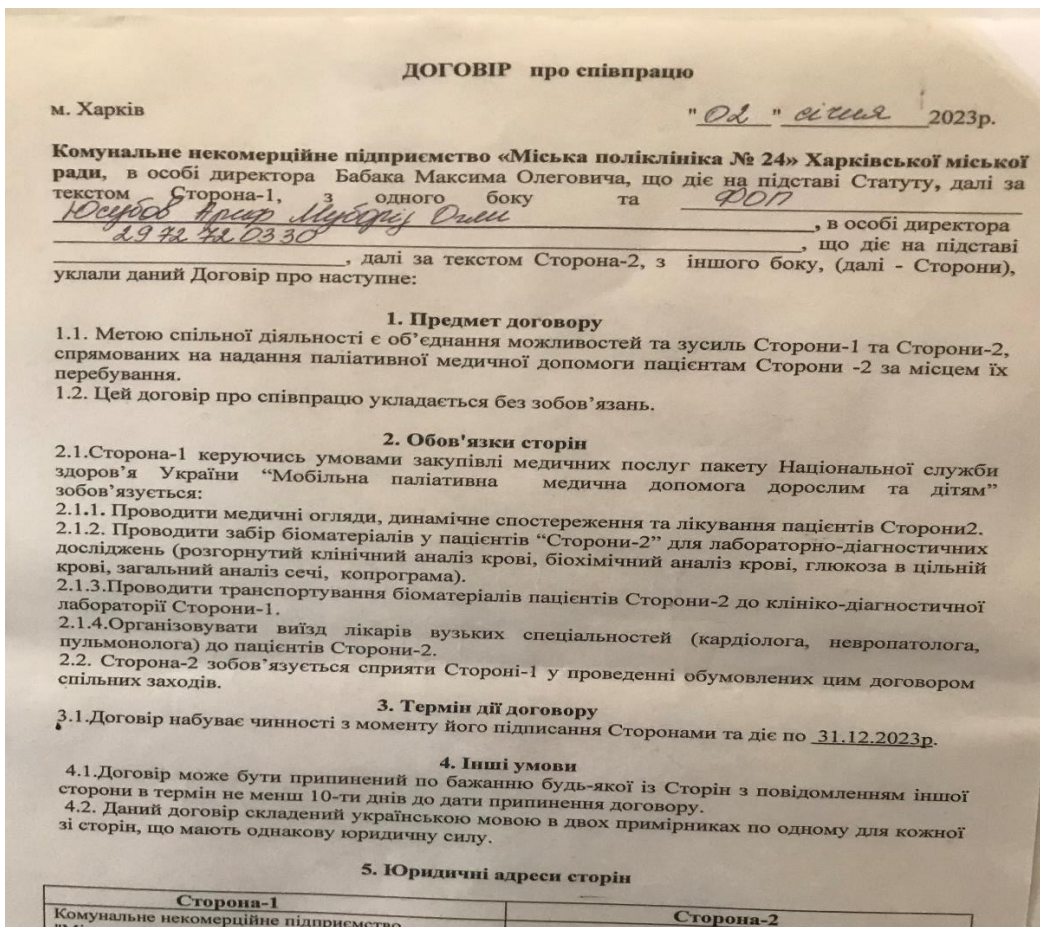 ДОГОВІР про співпрацю
м. Харків "02" січня 2023р.
Комунальне некомерційне підприємство «Міська поліклініка № 24» Харківської міської
ради, в особі директора Бабака Максима Олеговича, що діє на підставі Статуту, далі за
текстом Сторона-1, з одного боку та ФОП
Юсубов Ариф Муборіз Огли, в особі директора
2972720330, що діє на підставі
, далі за текстом Сторона-2, з іншого боку, (далі - Сторони),
уклали даний Договір про наступне:
1. Предмет договору
1.1. Метою спільної діяльності є об’єднання можливостей та зусиль Сторони-1 та Сторони-2,
спрямованих на надання паліативної медичної допомоги пацієнтам Сторони -2 за місцем їх
перебування.
1.2. Цей договір про співпрацю укладається без зобов’язань.
2. Обов'язки сторін
2.1.Сторона-1 керуючись умовами закупівлі медичних послуг пакету Національної служби
здоров’я України “Мобільна паліативна медична допомога дорослим та дітям”
зобов’язується:
2.1.1. Проводити медичні огляди, динамічне спостереження та лікування пацієнтів Сторони2.
2.1.2. Проводити забір біоматеріалів у пацієнтів “Сторони-2” для лабораторно-діагностичних
досліджень (розгорнутий клінічний аналіз крові, біохімічний аналіз крові, глюкоза в цільній
крові, загальний аналіз сечі, копрограма).
2.1.3.Проводити транспортування біоматеріалів пацієнтів Сторони-2 до клініко-діагностичної
лабораторії Сторони-1.
2.1.4.Організовувати виїзд лікарів вузьких спеціальностей (кардіолога, невропатолога,
пульмонолога) до пацієнтів Сторони-2.
2.2. Сторона-2 зобов’язується сприяти Стороні-1 у проведенні обумовлених цим договором
спільних заходів.
3. Термін дії договору
3.1.Договір набуває чинності з моменту його підписання Сторонами та діє по 31.12.2023р.
4. Інші умови
4.1.Договір може бути припинений по бажанню будь-якої із Сторін з повідомленням іншої
сторони в термін не менш 10-ти днів до дати припинення договору.
4.2. Даний договір складений українською мовою в двох примірниках по одному для кожної
зі сторін, що мають однакову юридичну силу.
5. Юридичні адреси сторін
Сторона-1 Сторона-2
Комунальне некомерційне підприємство